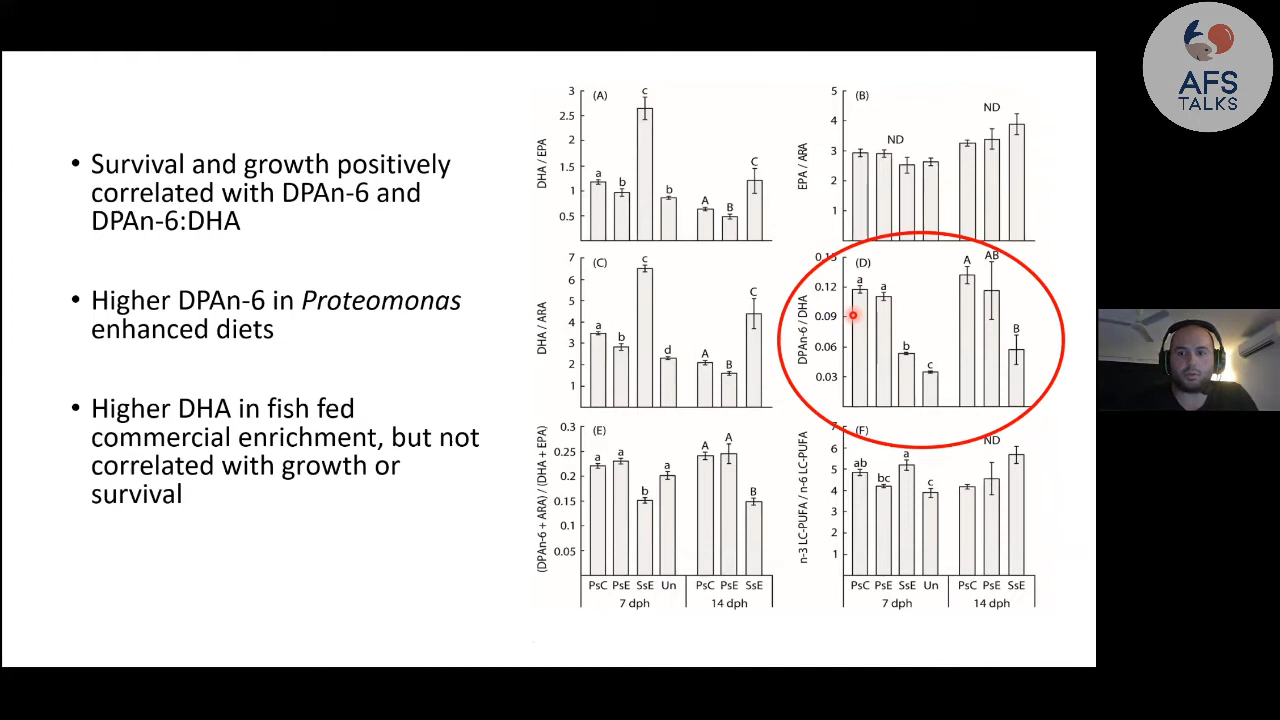 AFS
TALKS
• Survival and growth positively
correlated with DPAn-6 and
DPAn-6:DHA
• Higher DPAn-6 in Proteomonas
enhanced diets
• Higher DHA in fish fed
commercial enrichment, but not
correlated with growth or
survival
(A)
DHA / EPA
3
2.5
2
1.5
1
0.5
a
b
c
b
A
B
C
(B)
EPA / ARA
5
4
3
2
1
ND
ND
(C)
DHA / ARA
7
6
5
4
3
2
1
a
b
c
d
A
B
C
(D)
DPAn-6 / DHA
0.15
0.12
0.09
0.06
0.03
a
a
b
c
A
AB
B
(E)
(DPAn-6 + ARA) / (DHA + EPA)
0.3
0.25
0.2
0.15
0.1
0.05
a
a
b
a
A
A
B
PsC PsE SsE Un PsC PsE SsE
7 dph 14 dph
(F)
n-3 LC-PUFA / n-6 LC-PUFA
7
6
5
4
3
2
1
ab
bc
a
c
ND
PsC PsE SsE Un PsC PsE SsE
7 dph 14 dph